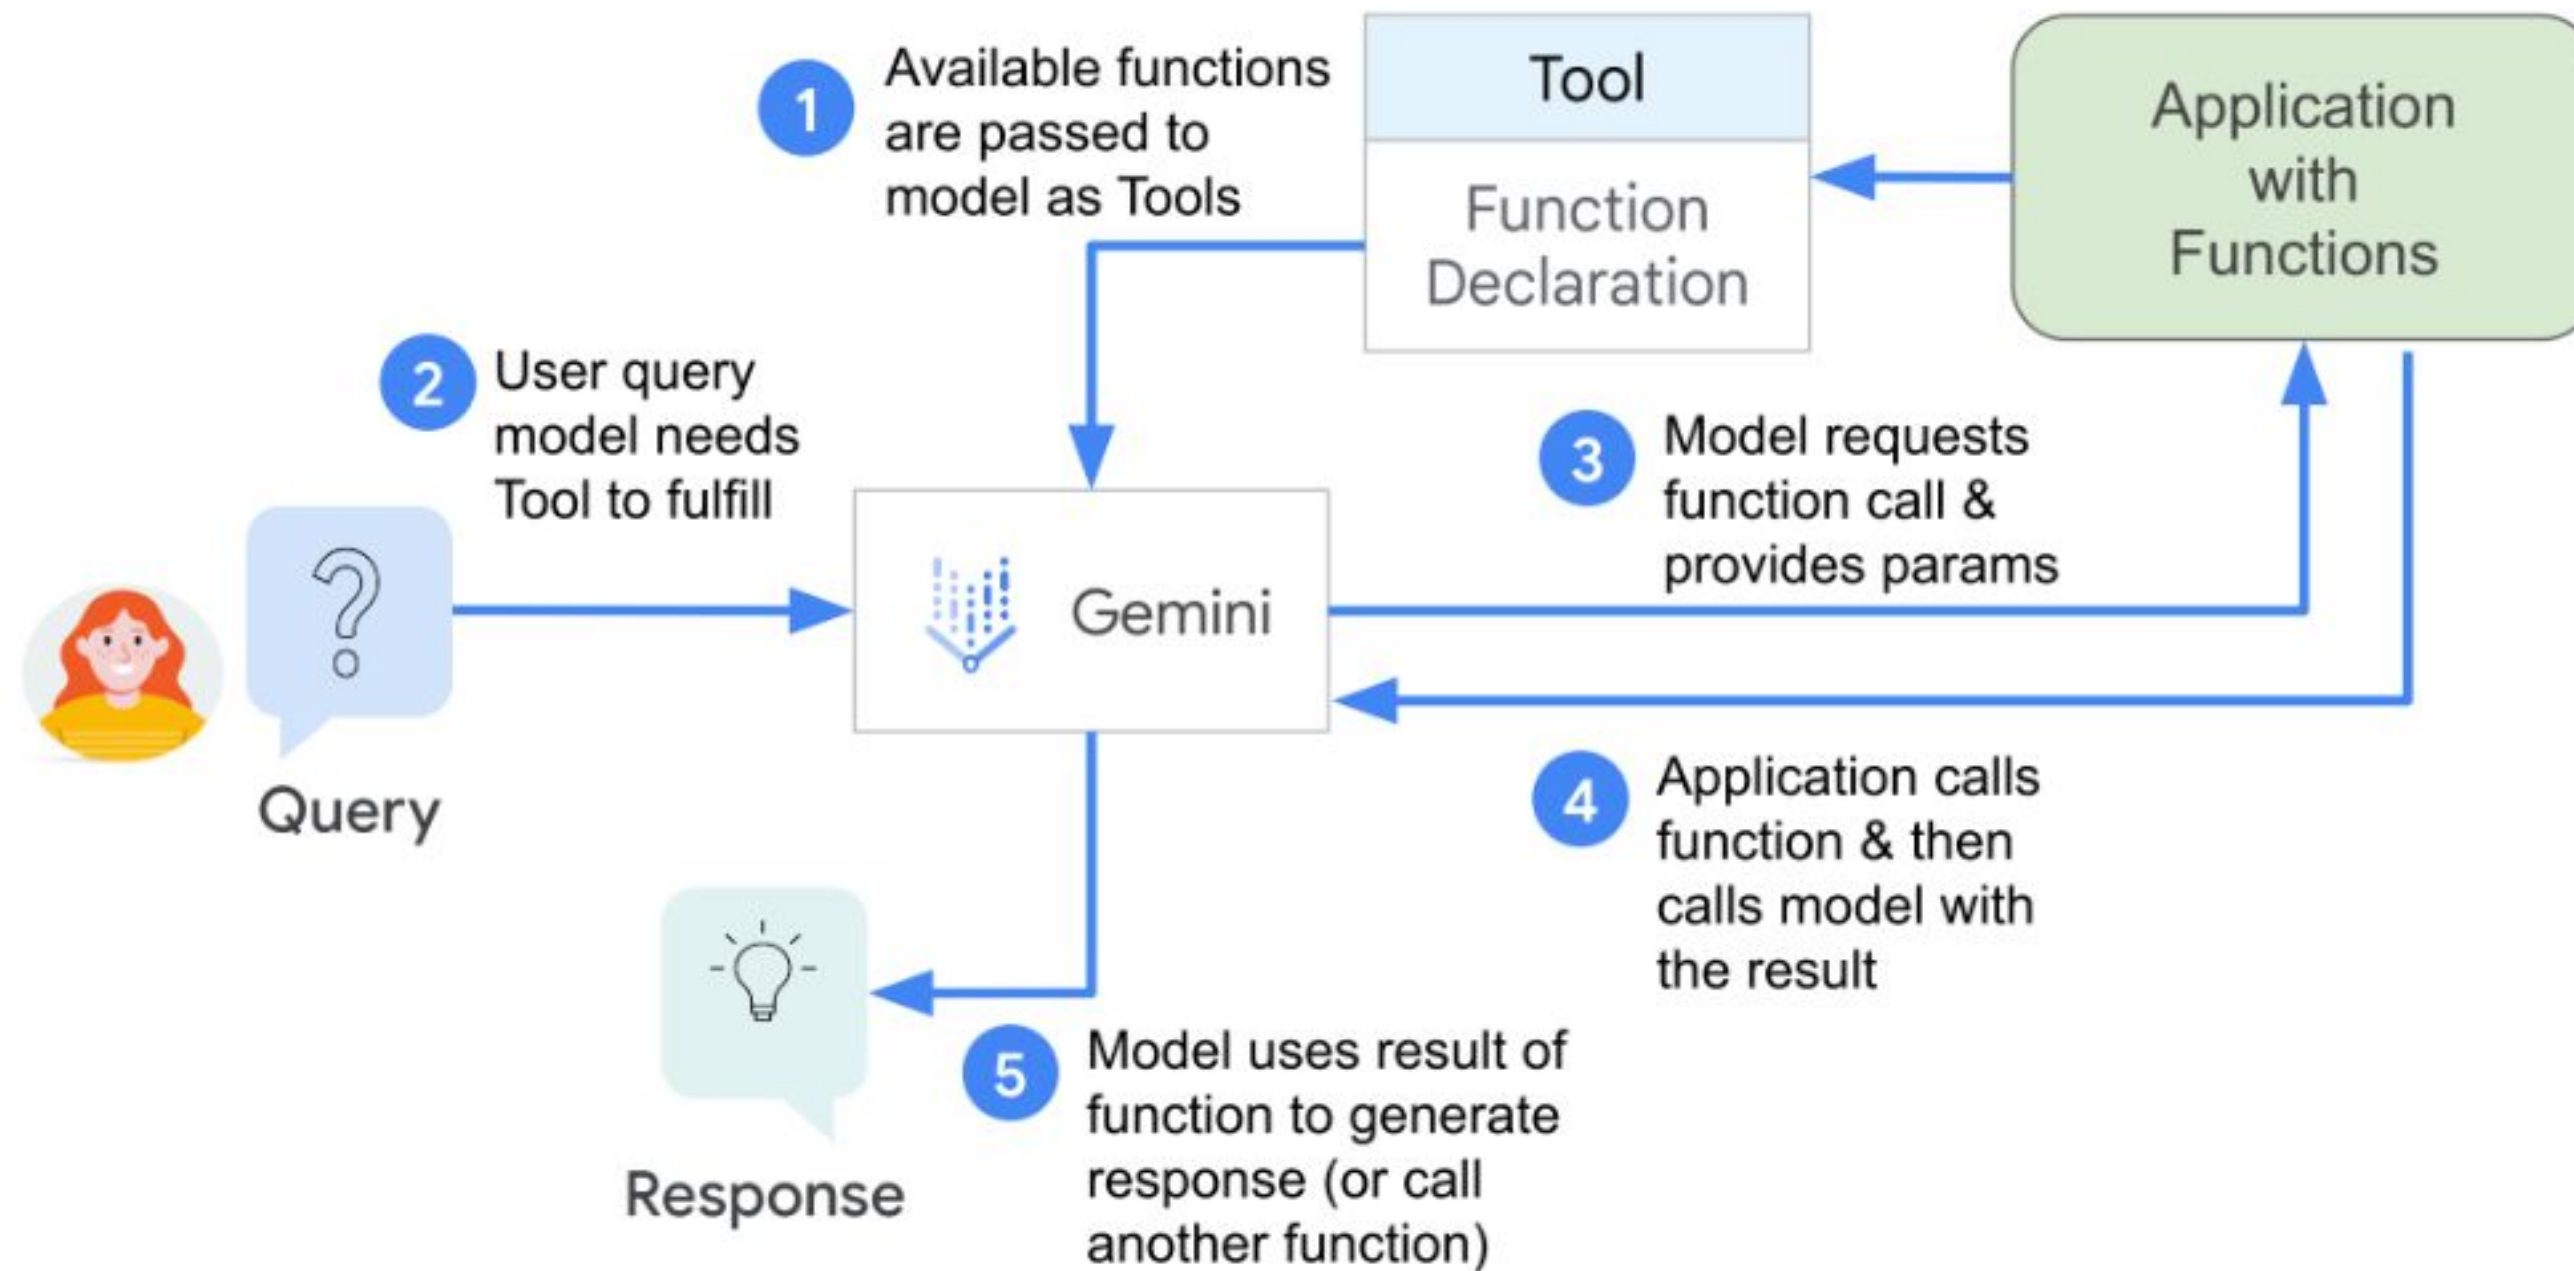 1
Available functions
are passed to
model as Tools
Tool
Function
Declaration
Application
with
Functions
2
User query
model needs
Tool to fulfill
?
Query
Gemini
3
Model requests
function call &
provides params
4
Application calls
function & then
calls model with
the result
Response
5
Model uses result of
function to generate
response (or call
another function)